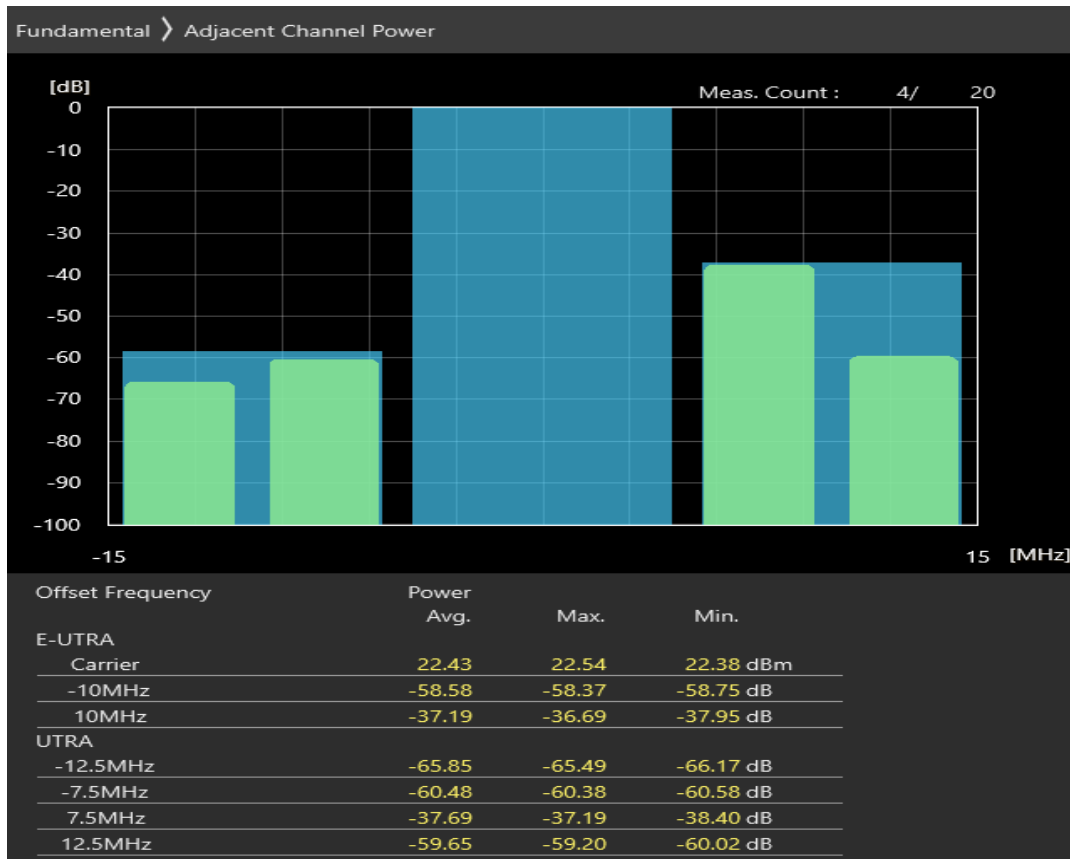 Fundamental ❯ Adjacent Channel Power
[dB]
Meas. Count : 4/ 20
0
-10
-20
-30
-40
-50
-60
-70
-80
-90
-100
-15 15 [MHz]
Offset Frequency Power
Avg. Max. Min.
E-UTRA
Carrier 22.43 22.54 22.38 dBm
-10MHz -58.58 -58.37 -58.75 dB
10MHz -37.19 -36.69 -37.95 dB
UTRA
-12.5MHz -65.85 -65.49 -66.17 dB
-7.5MHz -60.48 -60.38 -60.58 dB
7.5MHz -37.69 -37.19 -38.40 dB
12.5MHz -59.65 -59.20 -60.02 dB